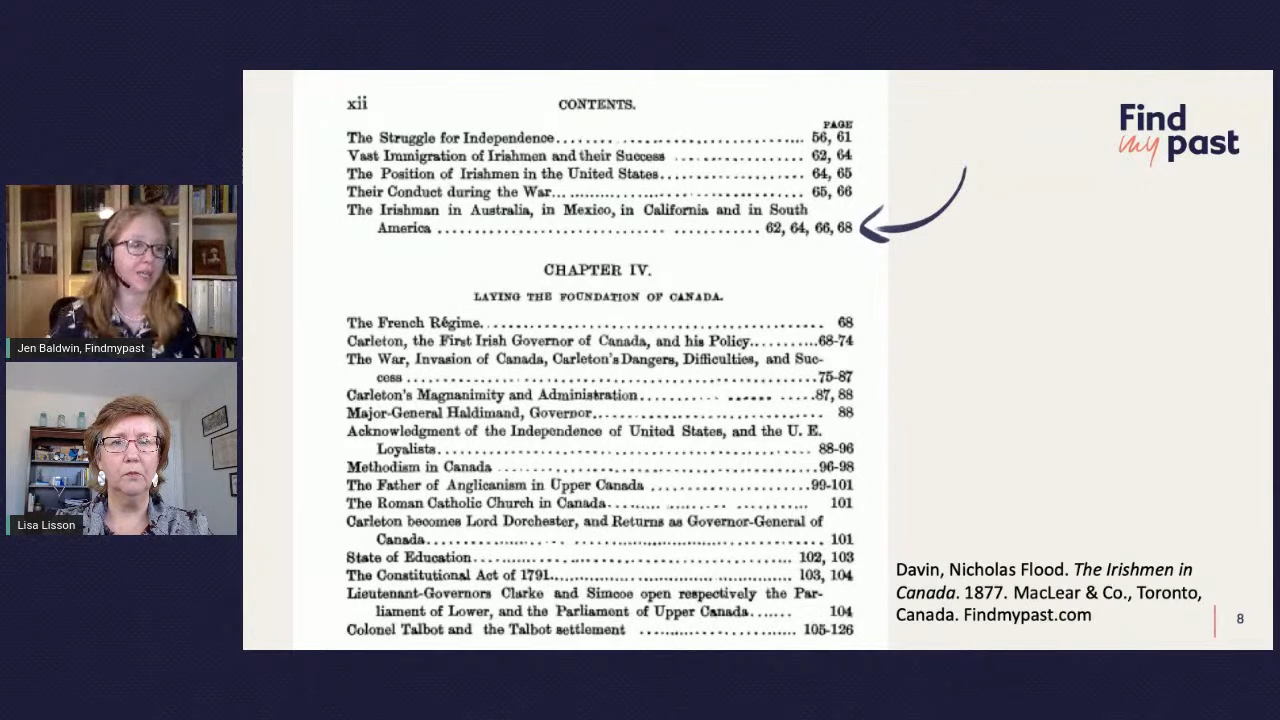 xii CONTENTS.
PAGE
The Struggle for Independence 56, 61
Vast Immigration of Irishmen and their Success 62, 64
The Position of Irishmen in the United States 64, 65
Their Conduct during the War 65, 66
The Irishman in Australia, in Mexico, in California and in South
America 62, 64, 66, 68
CHAPTER IV.
LAYING THE FOUNDATION OF CANADA.
The French Régime 68
Carleton, the First Irish Governor of Canada, and his Policy 68-74
The War, Invasion of Canada, Carleton's Dangers, Difficulties, and Suc-
cess 75-87
Carleton's Magnanimity and Administration 87, 88
Major-General Haldimand, Governor 88
Acknowledgment of the Independence of United States, and the U. E.
Loyalists 88-96
Methodism in Canada 96-98
The Father of Anglicanism in Upper Canada 99-101
The Roman Catholic Church in Canada 101
Carleton becomes Lord Dorchester, and Returns as Governor-General of
Canada 101
State of Education 102, 103
The Constitutional Act of 1791 103, 104
Lieutenant-Governors Clarke and Simcoe open respectively the Par-
liament of Lower, and the Parliament of Upper Canada 104
Colonel Talbot and the Talbot settlement 105-126
Find
my past
Davin, Nicholas Flood. The Irishmen in
Canada. 1877. MacLear & Co., Toronto,
Canada. Findmypast.com
8
Jen Baldwin, Findmypast
Lisa Lisson